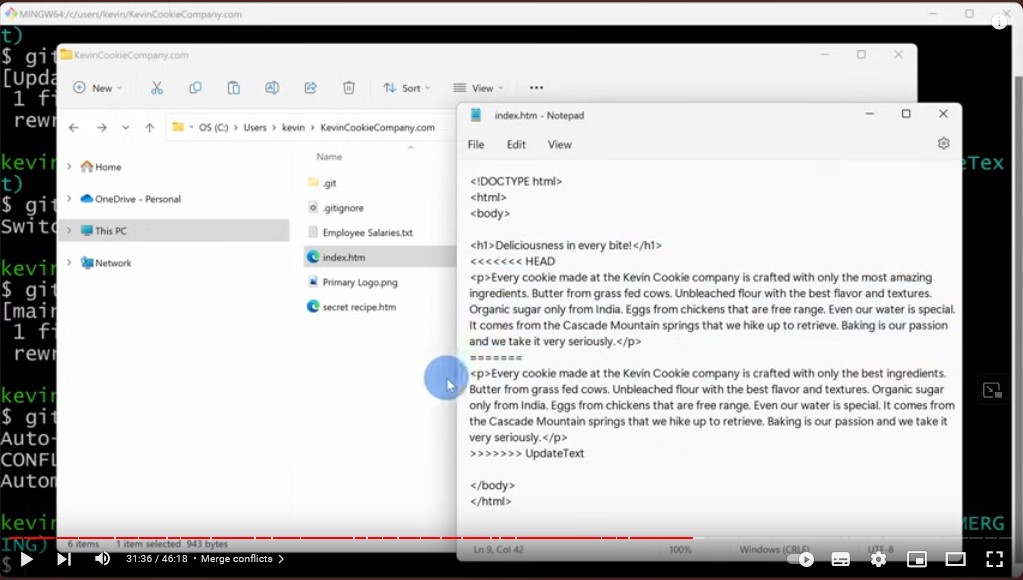 MINGW64:/c/users/kevin/KevinCookieCompany.com
t)
$ git
[Upda
1 fi
rewr
kevin
eTex
t)
$ git
Switc
kevin
$ git
[main
1 fi
rewr
kevin
$ git
Auto-
CONFL
Autom
kevin
MERG
ING)
$
KevinCookieCompany.com
New
Sort
View
OS (C:) > Users > kevin > KevinCookieCompany.com
Home
OneDrive - Personal
This PC
Network
Name
.git
.gitignore
Employee Salaries.txt
index.htm
Primary Logo.png
secret recipe.htm
6 items 1 item selected 943 bytes
index.htm - Notepad
File Edit View
<!DOCTYPE html>
<html>
<body>
<h1>Deliciousness in every bite!</h1>
<<<<<<< HEAD
<p>Every cookie made at the Kevin Cookie company is crafted with only the most amazing
ingredients. Butter from grass fed cows. Unbleached flour with the best flavor and textures.
Organic sugar only from India. Eggs from chickens that are free range. Even our water is special.
It comes from the Cascade Mountain springs that we hike up to retrieve. Baking is our passion
and we take it very seriously.</p>
=======
<p>Every cookie made at the Kevin Cookie company is crafted with only the best ingredients.
Butter from grass fed cows. Unbleached flour with the best flavor and textures. Organic sugar
only from India. Eggs from chickens that are free range. Even our water is special. It comes from
the Cascade Mountain springs that we hike up to retrieve. Baking is our passion and we take it
very seriously.</p>
>>>>>>> UpdateText
</body>
</html>
Ln 9, Col 42 100% Windows (CRLF) UTF-8
31:36 / 46:18 • Merge conflicts >